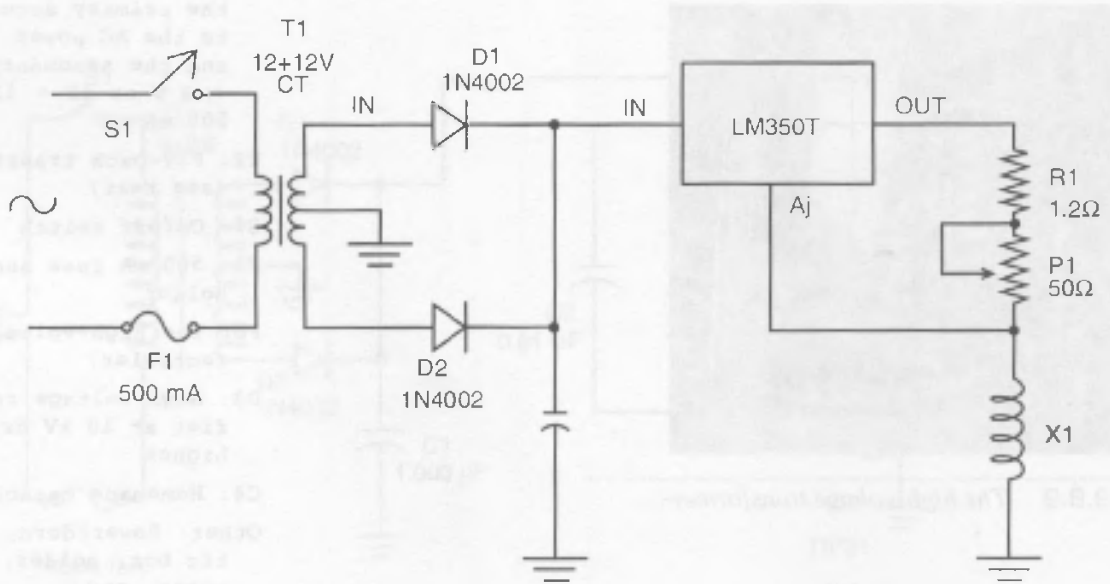 T1
12+12V
CT
S1
IN
D1
1N4002
IN
LM350T
OUT
Aj
R1
1.2Ω
P1
50Ω
F1
500 mA
D2
1N4002
X1